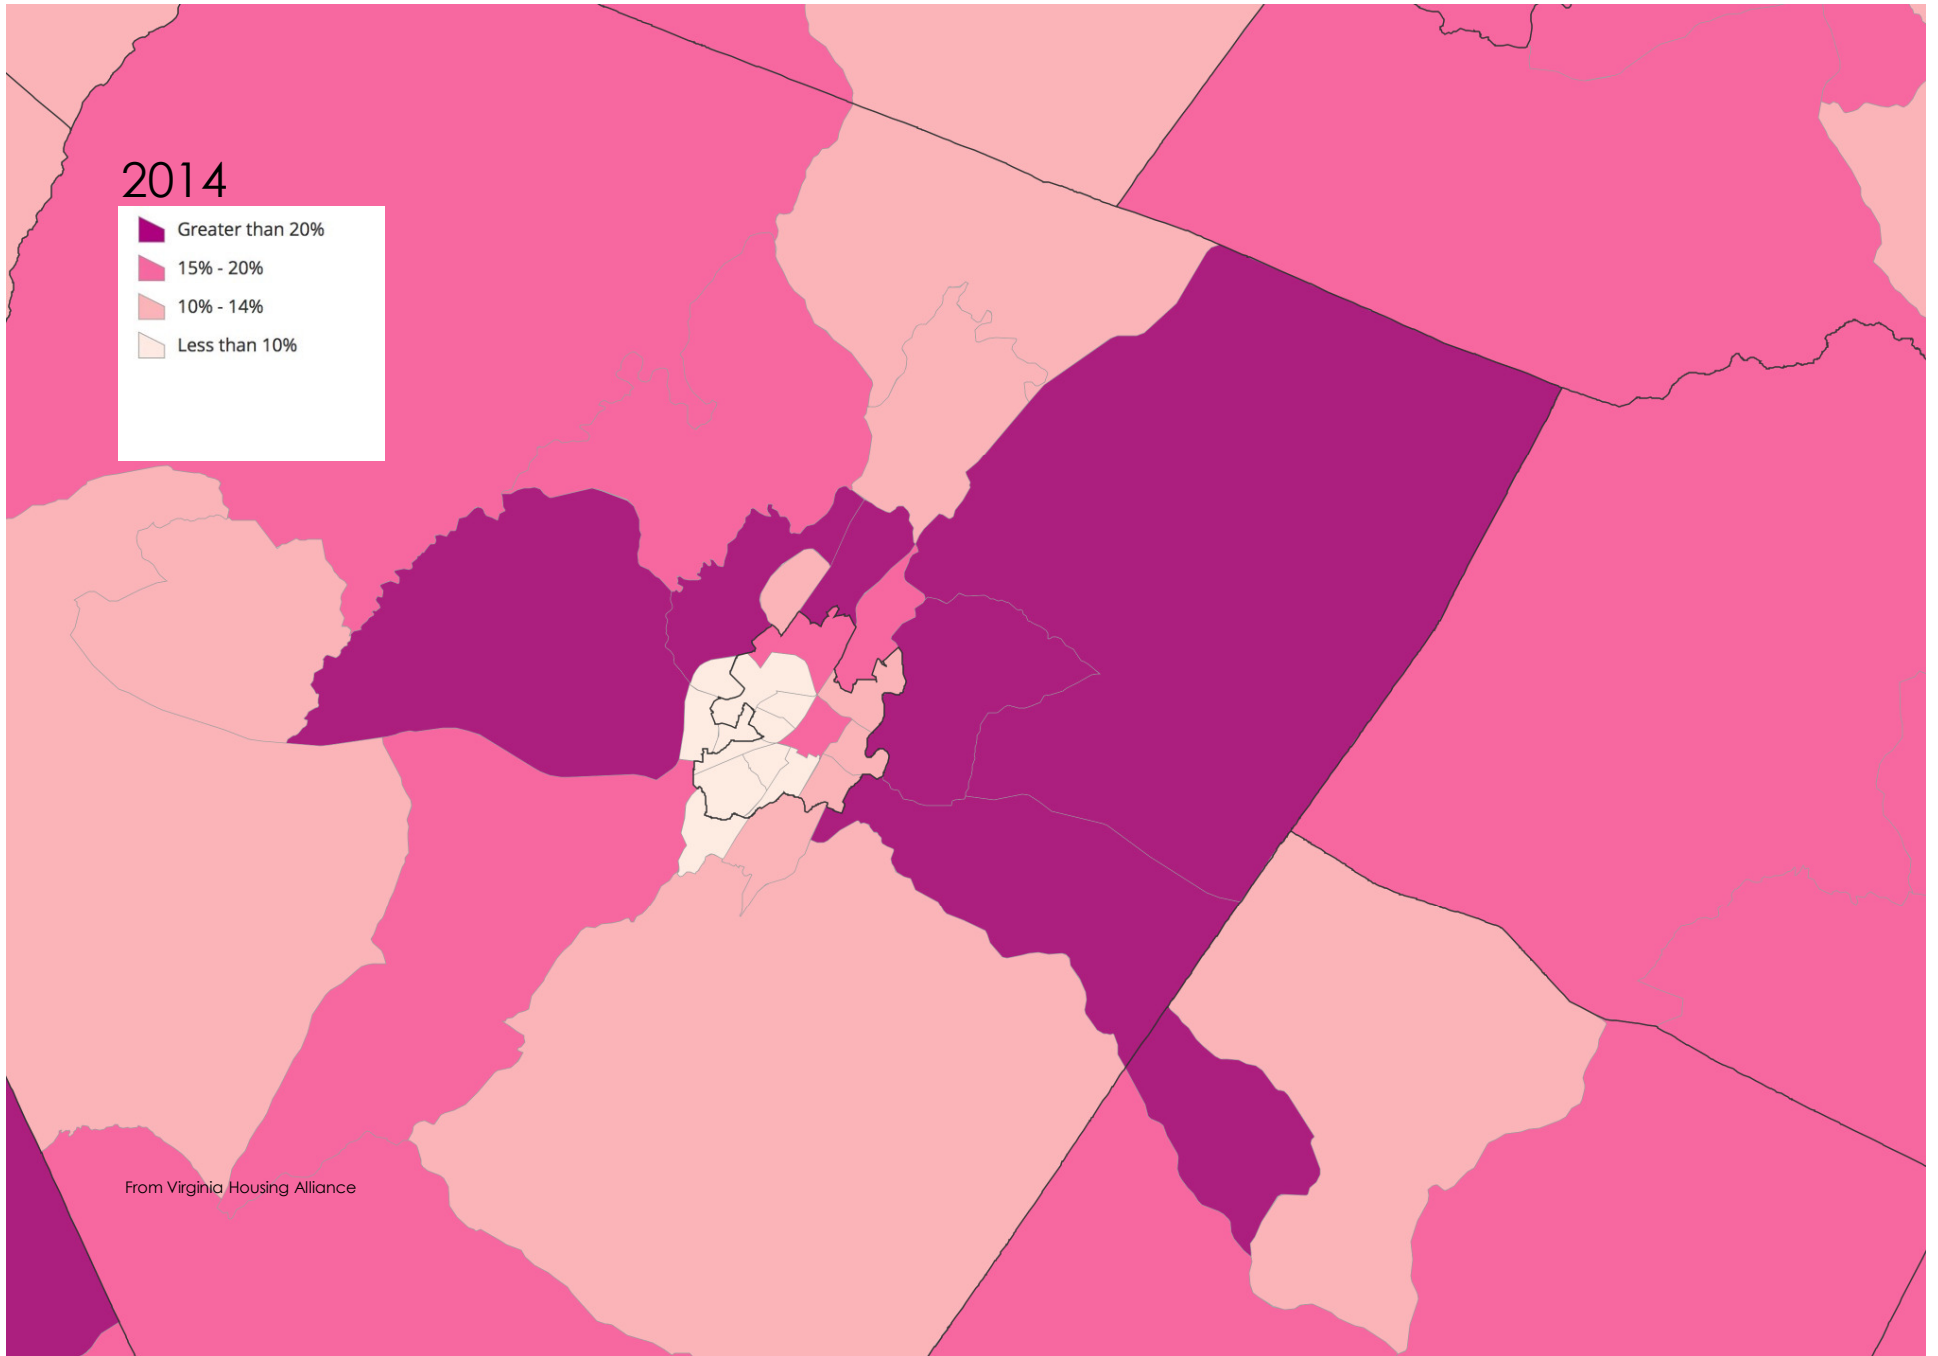 2014
Greater than 20%
15% - 20%
10% - 14%
Less than 10%
From Virginia Housing Alliance